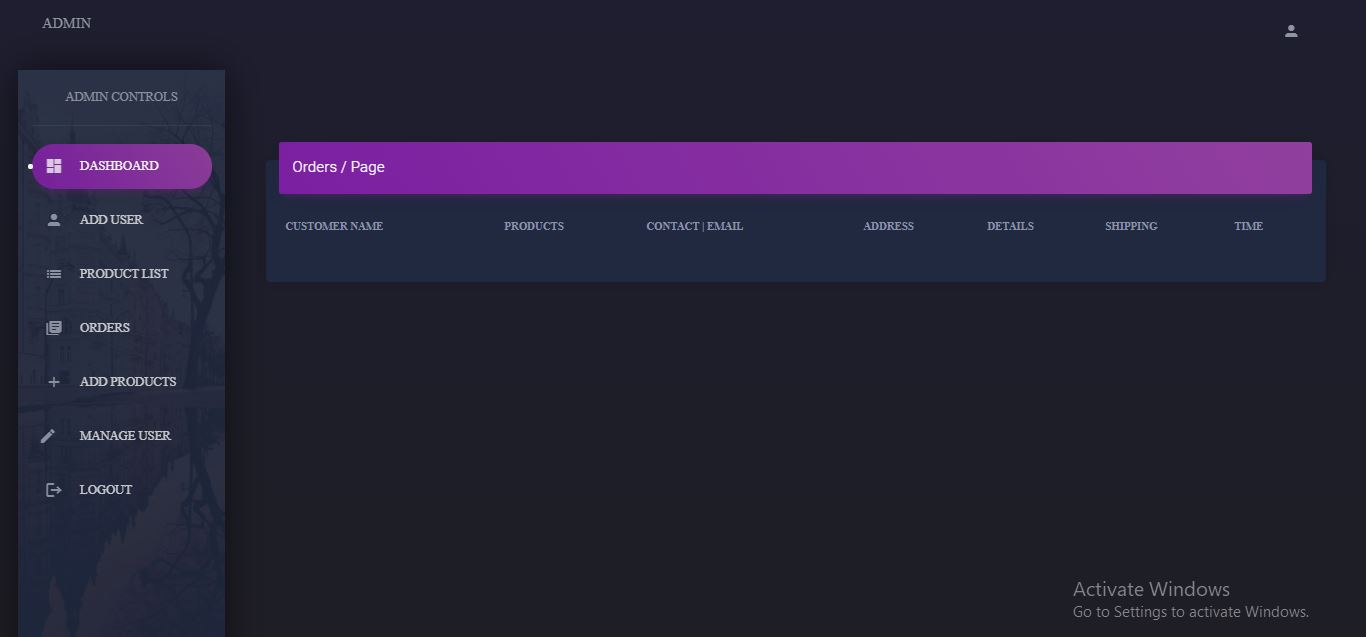 ADMIN
ADMIN CONTROLS
DASHBOARD
ADD USER
PRODUCT LIST
ORDERS
ADD PRODUCTS
MANAGE USER
LOGOUT
Orders / Page
CUSTOMER NAME PRODUCTS CONTACT | EMAIL ADDRESS DETAILS SHIPPING TIME
Activate Windows
Go to Settings to activate Windows.